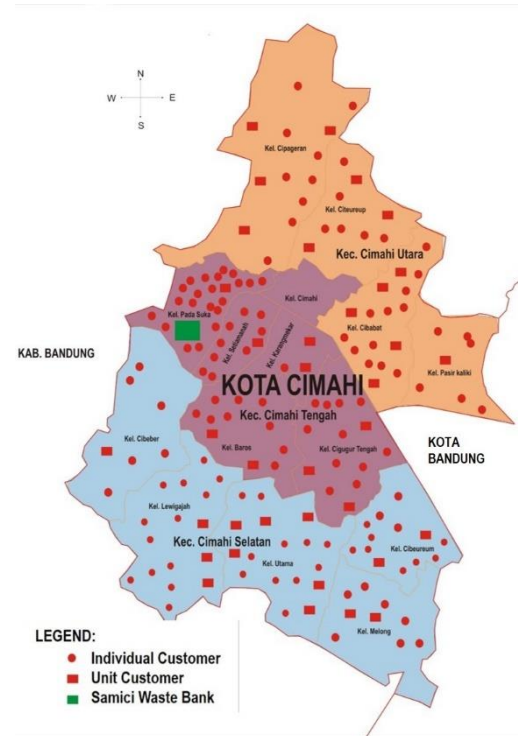 N
W E
S
Kel. Cipageran
Kel. Citeureup
Kec. Cimahi Utara
Kel. Cimahi
Kel. Pada Suka
Kel. Setiamanah
Kel. Karangmekar
Kel. Cibabat
Kel. Pasir kaliki
KAB. BANDUNG
KOTA CIMAHI
Kec. Cimahi Tengah
KOTA
BANDUNG
Kel. Cibeber
Kel. Baros
Kel. Cigugur Tengah
Kel. Lewigajah
Kec. Cimahi Selatan
Kel. Cibeursum
Kel. Utama
Kel. Melong
LEGEND:
Individual Customer
Unit Customer
Samici Waste Bank